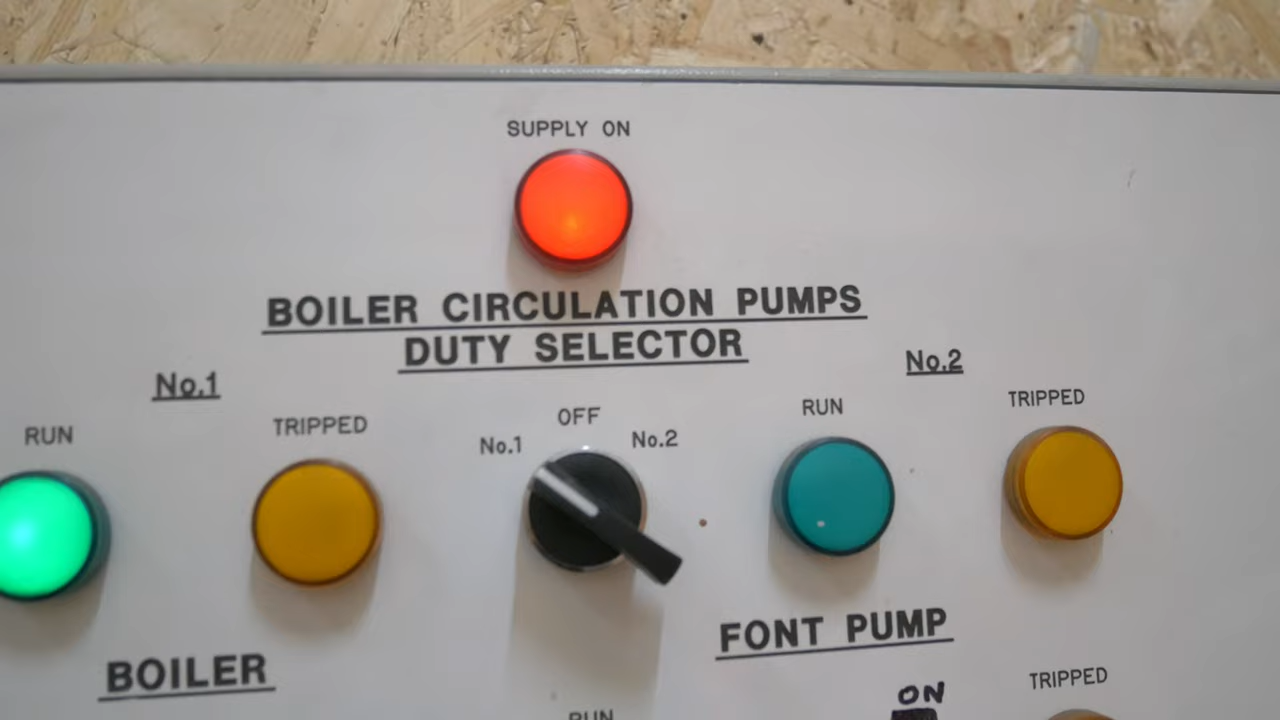 SUPPLY ON
BOILER CIRCULATION PUMPS
DUTY SELECTOR
No.1
No.2
RUN
TRIPPED
OFF
No.1
No.2
RUN
TRIPPED
BOILER
FONT PUMP
RUN
ON
TRIPPED